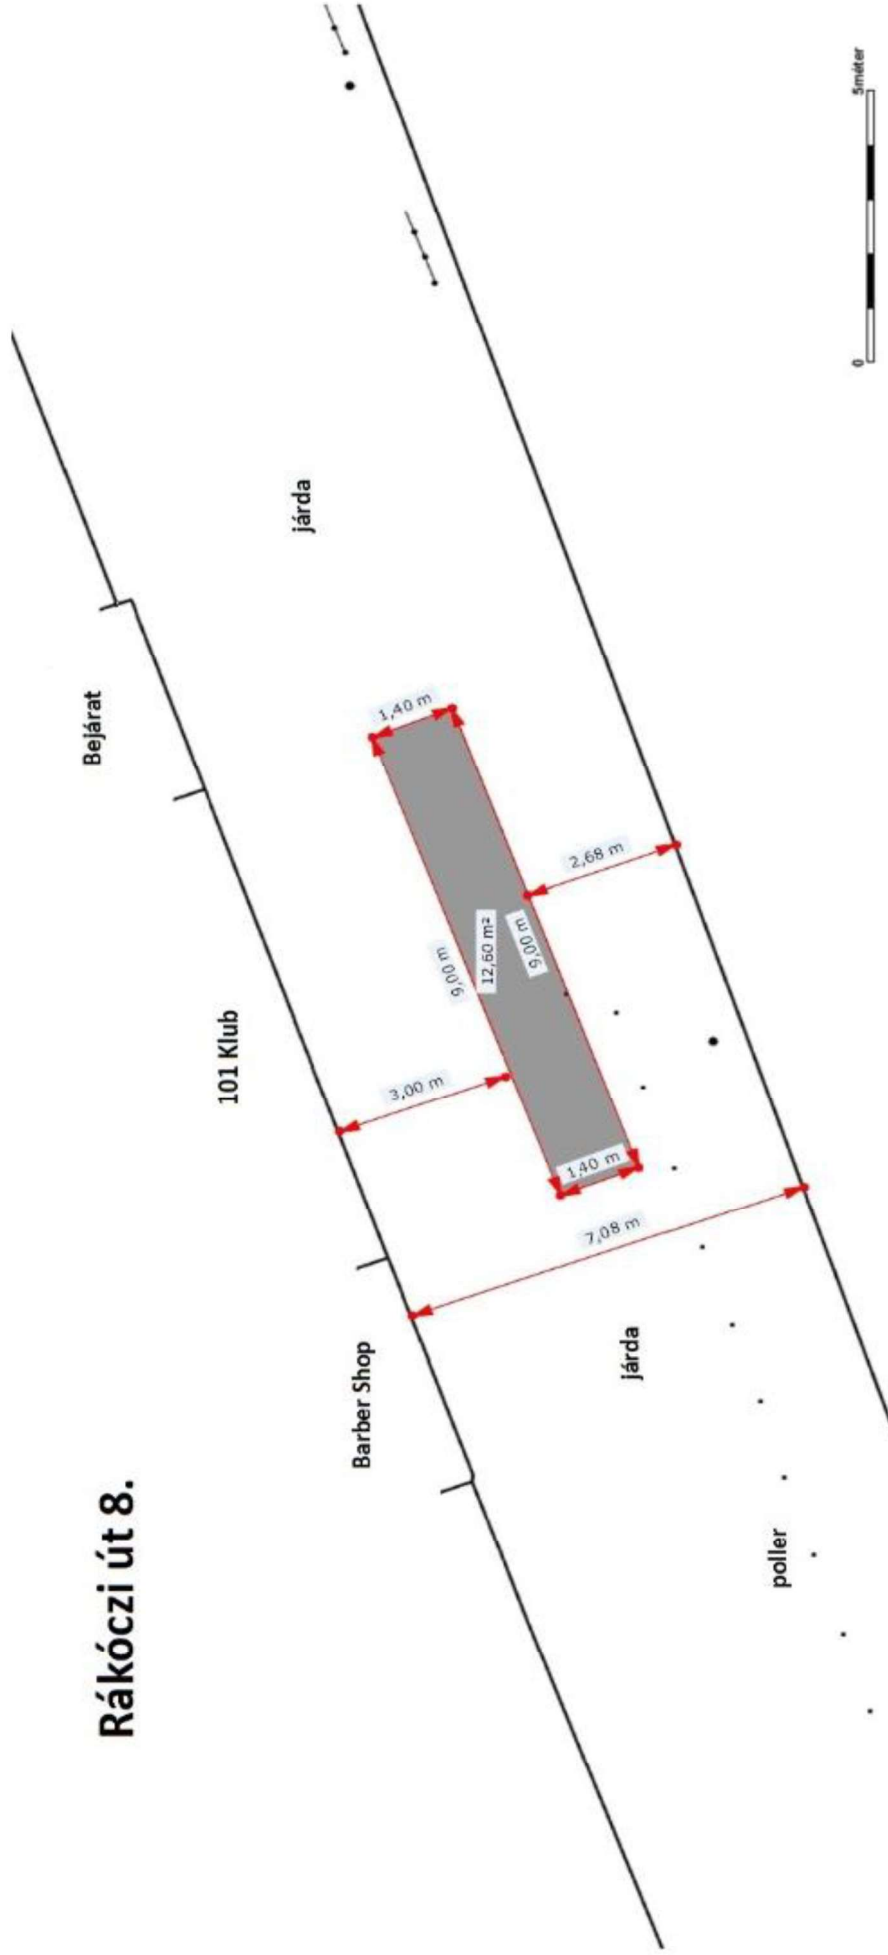 Rákóczi út 8.
Barber Shop
101 Klub
Bejárat
poller
járda
járda
7,08 m
3,00 m
1,40 m
9,00 m
12,60 m²
9,00 m
2,68 m
1,40 m
0
5méter